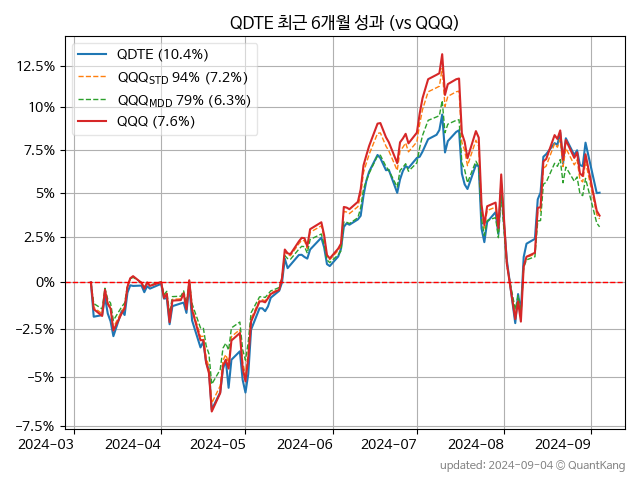 QDTE 최근 6개월 성과 (vs QQQ)
QDTE (10.4%)
QQQSTD 94% (7.2%)
QQQMDD 79% (6.3%)
QQQ (7.6%)
12.5%
10%
7.5%
5%
2.5%
0%
−2.5%
−5%
−7.5%
2024-03 2024-04 2024-05 2024-06 2024-07 2024-08 2024-09
updated: 2024-09-04 © QuantKang